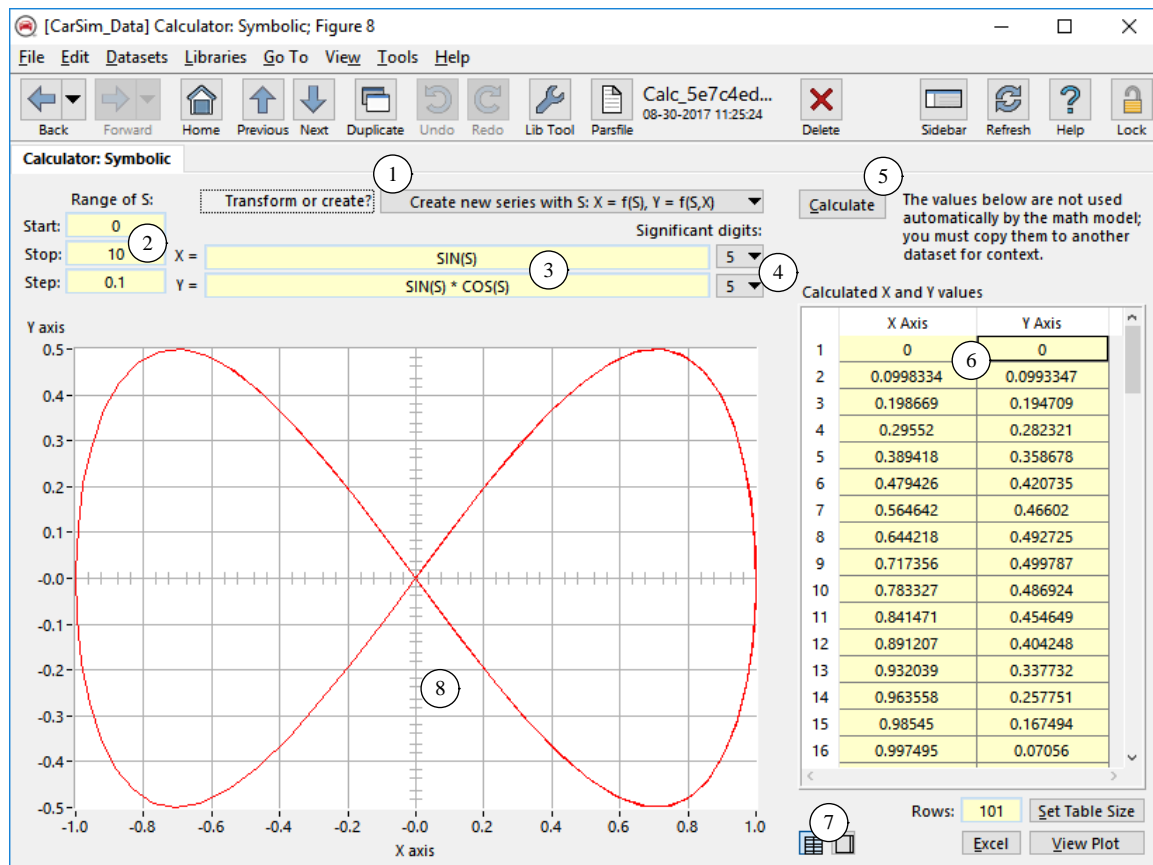 [CarSim_Data] Calculator: Symbolic; Figure 8
File Edit Datasets Libraries Go To View Tools Help
Back Forward Home Previous Next Duplicate Undo Redo Lib Tool Parsfile Calc_5e7c4ed... 08-30-2017 11:25:24 Delete Sidebar Refresh Help Lock
Calculator: Symbolic
Range of S:
Start: 0
Stop: 10
Step: 0.1
2
Transform or create? Create new series with S: X = f(S), Y = f(S,X)
1
Significant digits:
X = SIN(S) 5
Y = SIN(S) * COS(S) 5
3
4
Calculate
5
The values below are not used
automatically by the math model;
you must copy them to another
dataset for context.
Y axis
0.5
0.4
0.3
0.2
0.1
-0.0
-0.1
-0.2
-0.3
-0.4
-0.5
-1.0 -0.8 -0.6 -0.4 -0.2 -0.0 0.2 0.4 0.6 0.8 1.0
X axis
8
Calculated X and Y values
X Axis Y Axis
1 0 0
6
2 0.0998334 0.0993347
3 0.198669 0.194709
4 0.29552 0.282321
5 0.389418 0.358678
6 0.479426 0.420735
7 0.564642 0.46602
8 0.644218 0.492725
9 0.717356 0.499787
10 0.783327 0.486924
11 0.841471 0.454649
12 0.891207 0.404248
13 0.932039 0.337732
14 0.963558 0.257751
15 0.98545 0.167494
16 0.997495 0.07056
7
Rows: 101 Set Table Size
Excel View Plot